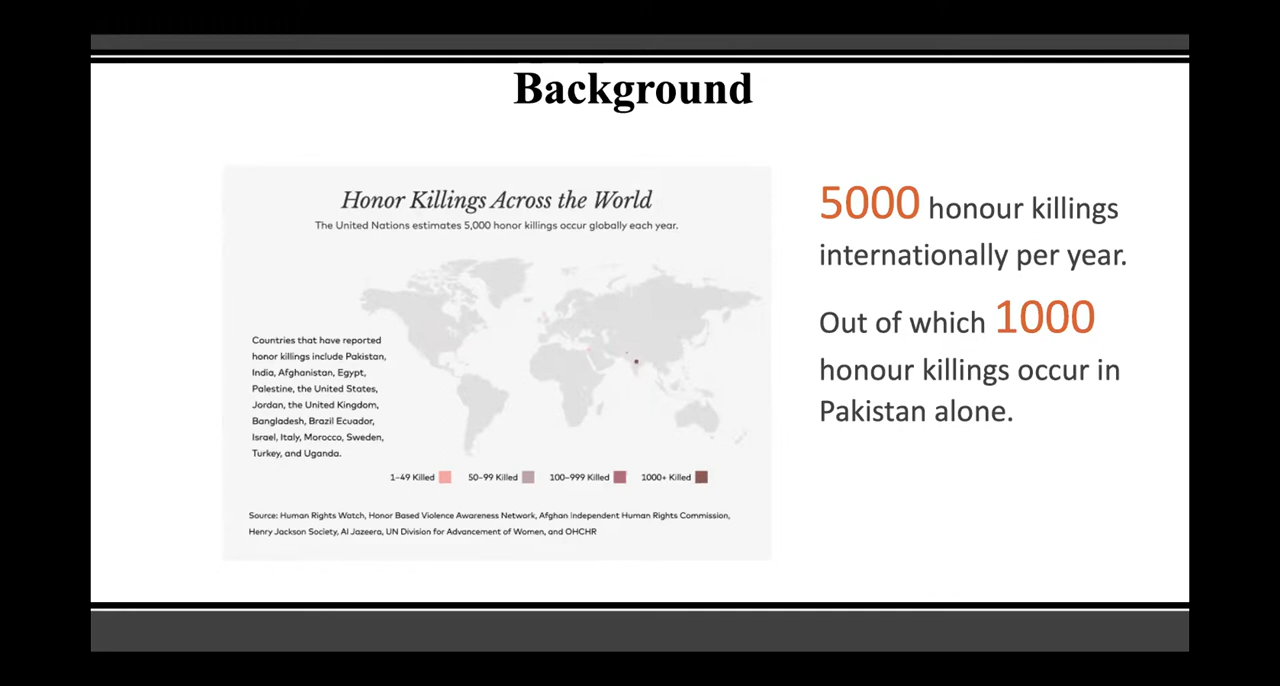 Background
Honor Killings Across the World
The United Nations estimates 5,000 honor killings occur globally each year.
Countries that have reported
honor killings include Pakistan,
India, Afghanistan, Egypt,
Palestine, the United States,
Jordan, the United Kingdom,
Bangladesh, Brazil Ecuador,
Israel, Italy, Morocco, Sweden,
Turkey, and Uganda.
1–49 Killed
50–99 Killed
100–999 Killed
1000+ Killed
Source: Human Rights Watch, Honor Based Violence Awareness Network, Afghan Independent Human Rights Commission,
Henry Jackson Society, Al Jazeera, UN Division for Advancement of Women, and OHCHR
5000 honour killings
internationally per year.
Out of which 1000
honour killings occur in
Pakistan alone.